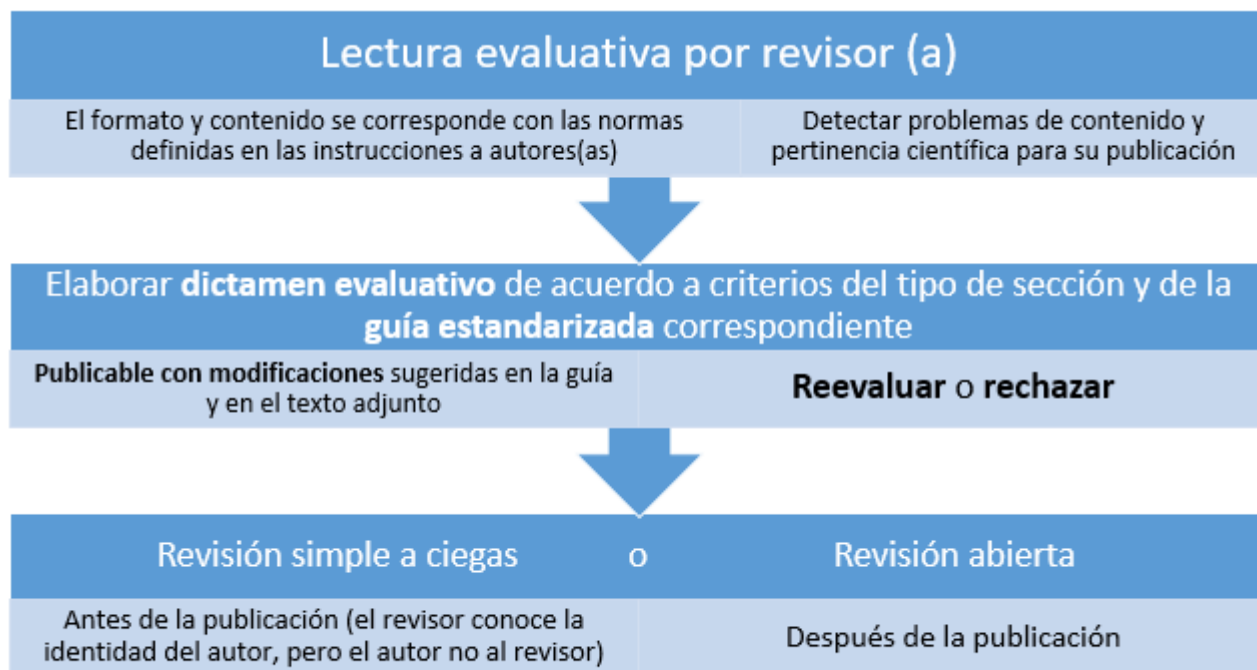 Lectura evaluativa por revisor (a)
El formato y contenido se corresponde con las normas
definidas en las instrucciones a autores(as)
Detectar problemas de contenido y
pertinencia científica para su publicación
Elaborar dictamen evaluativo de acuerdo a criterios del tipo de sección y de la
guía estandarizada correspondiente
Publicable con modificaciones sugeridas en la guía
y en el texto adjunto
Reevaluar o rechazar
Revisión simple a ciegas o Revisión abierta
Antes de la publicación (el revisor conoce la
identidad del autor, pero el autor no al revisor)
Después de la publicación